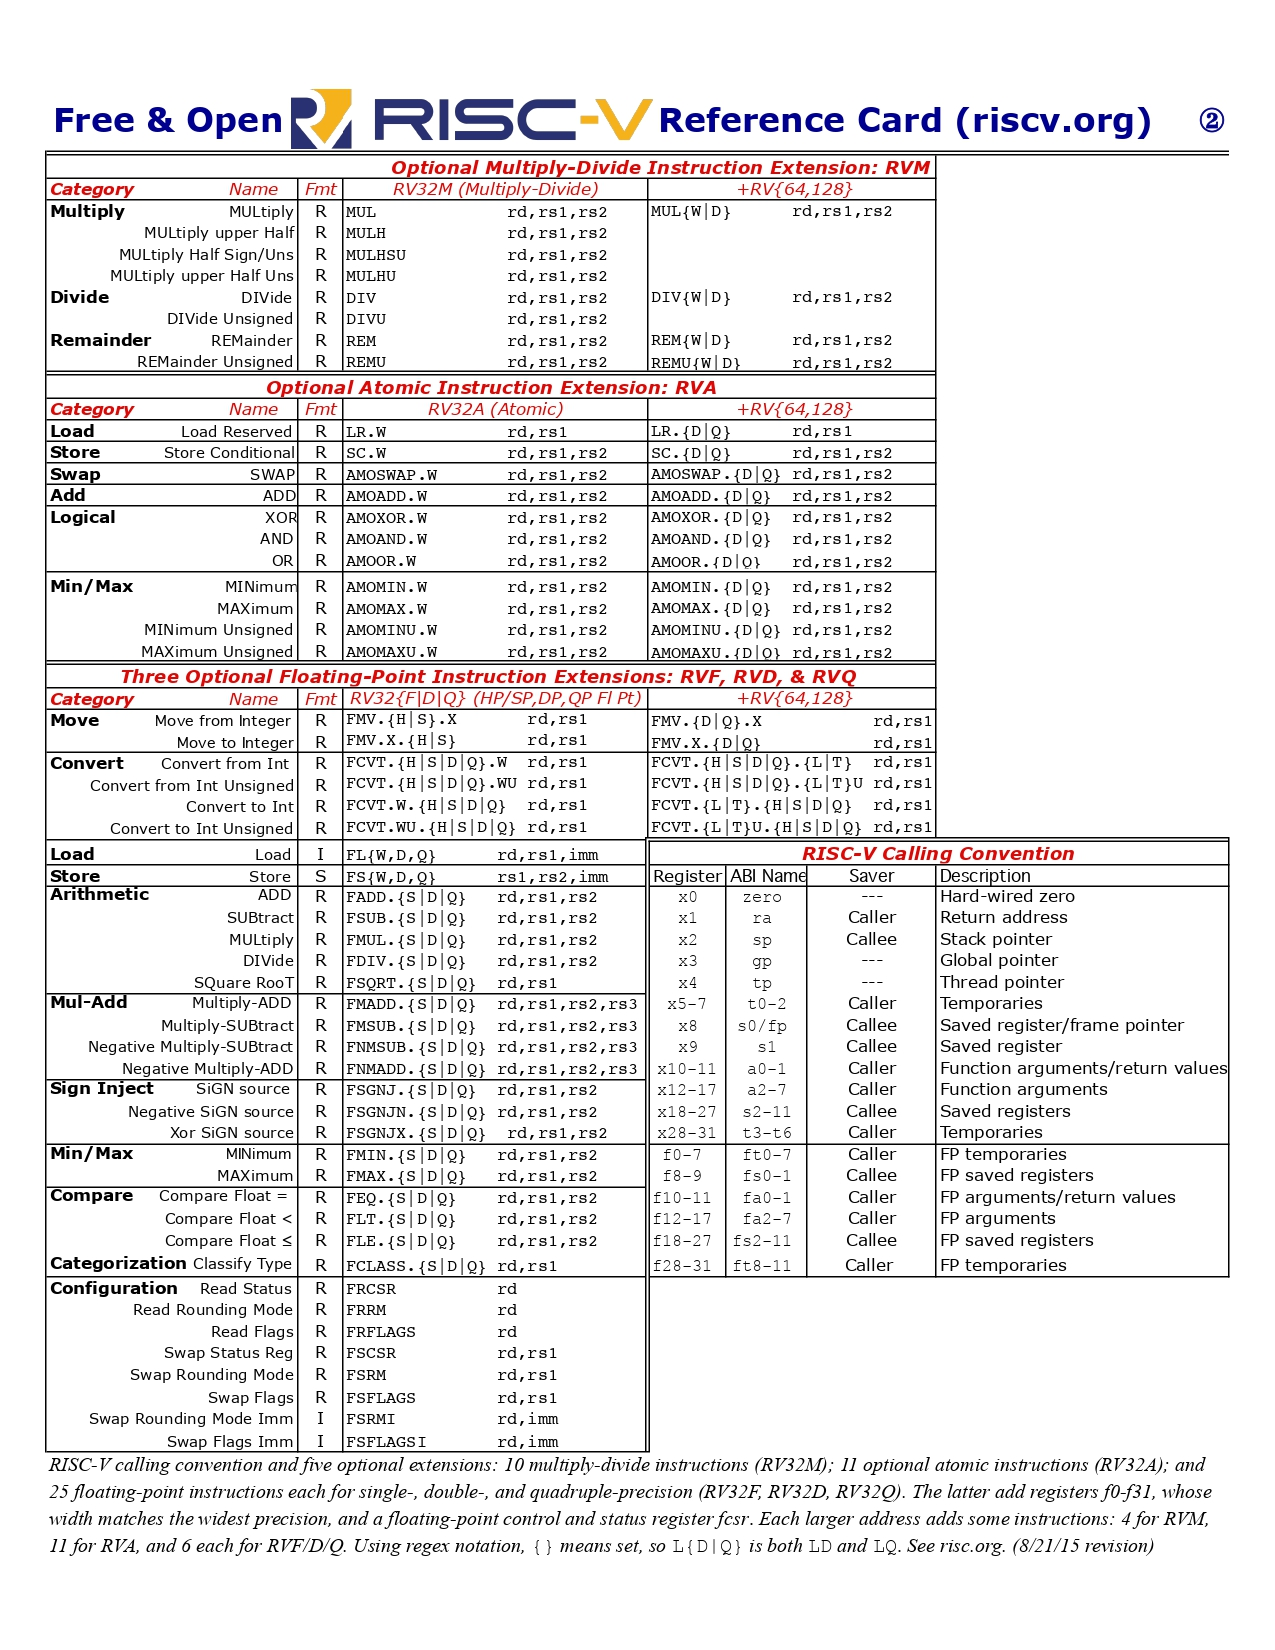 Free & Open RISC-V Reference Card (riscv.org) ②
Optional Multiply-Divide Instruction Extension: RVM
Category Name Fmt RV32M (Multiply-Divide) +RV{64,128}
Multiply MULtiply R MUL rd,rs1,rs2 MUL{W|D} rd,rs1,rs2
MULtiply upper Half R MULH rd,rs1,rs2
MULtiply Half Sign/Uns R MULHSU rd,rs1,rs2
MULtiply upper Half Uns R MULHU rd,rs1,rs2
Divide DIVide R DIV rd,rs1,rs2 DIV{W|D} rd,rs1,rs2
DIVide Unsigned R DIVU rd,rs1,rs2
Remainder REMainder R REM rd,rs1,rs2 REM{W|D} rd,rs1,rs2
REMainder Unsigned R REMU rd,rs1,rs2 REMU{W|D} rd,rs1,rs2
Optional Atomic Instruction Extension: RVA
Category Name Fmt RV32A (Atomic) +RV{64,128}
Load Load Reserved R LR.W rd,rs1 LR.{D|Q} rd,rs1
Store Store Conditional R SC.W rd,rs1,rs2 SC.{D|Q} rd,rs1,rs2
Swap SWAP R AMOSWAP.W rd,rs1,rs2 AMOSWAP.{D|Q} rd,rs1,rs2
Add ADD R AMOADD.W rd,rs1,rs2 AMOADD.{D|Q} rd,rs1,rs2
Logical XOR R AMOXOR.W rd,rs1,rs2 AMOXOR.{D|Q} rd,rs1,rs2
AND R AMOAND.W rd,rs1,rs2 AMOAND.{D|Q} rd,rs1,rs2
OR R AMOOR.W rd,rs1,rs2 AMOOR.{D|Q} rd,rs1,rs2
Min/Max MINimum R AMOMIN.W rd,rs1,rs2 AMOMIN.{D|Q} rd,rs1,rs2
MAXimum R AMOMAX.W rd,rs1,rs2 AMOMAX.{D|Q} rd,rs1,rs2
MINimum Unsigned R AMOMINU.W rd,rs1,rs2 AMOMINU.{D|Q} rd,rs1,rs2
MAXimum Unsigned R AMOMAXU.W rd,rs1,rs2 AMOMAXU.{D|Q} rd,rs1,rs2
Three Optional Floating-Point Instruction Extensions: RVF, RVD, & RVQ
Category Name Fmt RV32{F|D|Q} (HP/SP,DP,QP Fl Pt) +RV{64,128}
Move Move from Integer R FMV.{H|S}.X rd,rs1 FMV.{D|Q}.X rd,rs1
Move to Integer R FMV.X.{H|S} rd,rs1 FMV.X.{D|Q} rd,rs1
Convert Convert from Int R FCVT.{H|S|D|Q}.W rd,rs1 FCVT.{H|S|D|Q}.{L|T} rd,rs1
Convert from Int Unsigned R FCVT.{H|S|D|Q}.WU rd,rs1 FCVT.{H|S|D|Q}.{L|T}U rd,rs1
Convert to Int R FCVT.W.{H|S|D|Q} rd,rs1 FCVT.{L|T}.{H|S|D|Q} rd,rs1
Convert to Int Unsigned R FCVT.WU.{H|S|D|Q} rd,rs1 FCVT.{L|T}U.{H|S|D|Q} rd,rs1
Load Load I FL{W,D,Q} rd,rs1,imm
Store Store S FS{W,D,Q} rs1,rs2,imm
Arithmetic ADD R FADD.{S|D|Q} rd,rs1,rs2
SUBtract R FSUB.{S|D|Q} rd,rs1,rs2
MULtiply R FMUL.{S|D|Q} rd,rs1,rs2
DIVide R FDIV.{S|D|Q} rd,rs1,rs2
SQuare RooT R FSQRT.{S|D|Q} rd,rs1
Mul-Add Multiply-ADD R FMADD.{S|D|Q} rd,rs1,rs2,rs3
Multiply-SUBtract R FMSUB.{S|D|Q} rd,rs1,rs2,rs3
Negative Multiply-SUBtract R FNMSUB.{S|D|Q} rd,rs1,rs2,rs3
Negative Multiply-ADD R FNMADD.{S|D|Q} rd,rs1,rs2,rs3
Sign Inject SiGN source R FSGNJ.{S|D|Q} rd,rs1,rs2
Negative SiGN source R FSGNJN.{S|D|Q} rd,rs1,rs2
Xor SiGN source R FSGNJX.{S|D|Q} rd,rs1,rs2
Min/Max MINimum R FMIN.{S|D|Q} rd,rs1,rs2
MAXimum R FMAX.{S|D|Q} rd,rs1,rs2
Compare Compare Float = R FEQ.{S|D|Q} rd,rs1,rs2
Compare Float < R FLT.{S|D|Q} rd,rs1,rs2
Compare Float ≤ R FLE.{S|D|Q} rd,rs1,rs2
Categorization Classify Type R FCLASS.{S|D|Q} rd,rs1
Configuration Read Status R FRCSR rd
Read Rounding Mode R FRRM rd
Read Flags R FRFLAGS rd
Swap Status Reg R FSCSR rd,rs1
Swap Rounding Mode R FSRM rd,rs1
Swap Flags R FSFLAGS rd,rs1
Swap Rounding Mode Imm I FSRMI rd,imm
Swap Flags Imm I FSFLAGSI rd,imm
RISC-V Calling Convention
Register ABI Name Saver Description
x0 zero --- Hard-wired zero
x1 ra Caller Return address
x2 sp Callee Stack pointer
x3 gp --- Global pointer
x4 tp --- Thread pointer
x5-7 t0-2 Caller Temporaries
x8 s0/fp Callee Saved register/frame pointer
x9 s1 Callee Saved register
x10-11 a0-1 Caller Function arguments/return values
x12-17 a2-7 Caller Function arguments
x18-27 s2-11 Callee Saved registers
x28-31 t3-t6 Caller Temporaries
f0-7 ft0-7 Caller FP temporaries
f8-9 fs0-1 Callee FP saved registers
f10-11 fa0-1 Caller FP arguments/return values
f12-17 fa2-7 Caller FP arguments
f18-27 fs2-11 Callee FP saved registers
f28-31 ft8-11 Caller FP temporaries
RISC-V calling convention and five optional extensions: 10 multiply-divide instructions (RV32M); 11 optional atomic instructions (RV32A); and
25 floating-point instructions each for single-, double-, and quadruple-precision (RV32F, RV32D, RV32Q). The latter add registers f0-f31, whose
width matches the widest precision, and a floating-point control and status register fcsr. Each larger address adds some instructions: 4 for RVM,
11 for RVA, and 6 each for RVF/D/Q. Using regex notation, {} means set, so L{D|Q} is both LD and LQ. See risc.org. (8/21/15 revision)